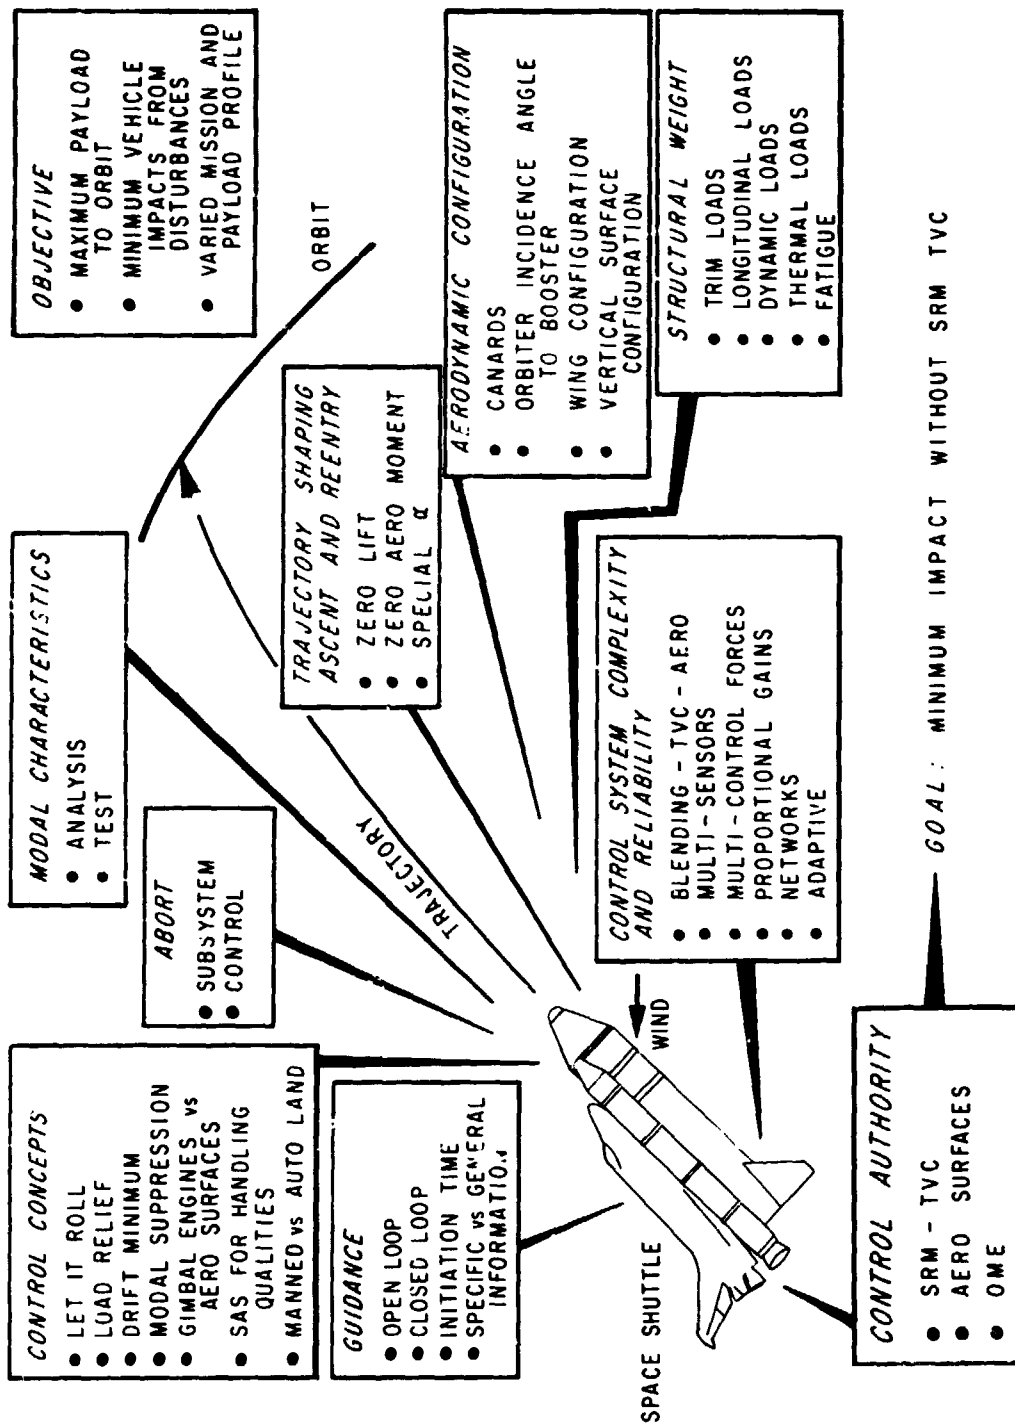 CONTROL CONCEPTS
• LET IT ROLL
• LOAD RELIEF
• DRIFT MINIMUM
• MODAL SUPPRESSION
• GIMBAL ENGINES vs
AERO SURFACES
• SAS FOR HANDLING
QUALITIES
• MANNED vs AUTO LAND
ABORT
• SUBSYSTEM
• CONTROL
MODAL CHARACTERISTICS
• ANALYSIS
• TEST
OBJECTIVE
• MAXIMUM PAYLOAD
TO ORBIT
• MINIMUM VEHICLE
IMPACTS FROM
DISTURBANCES
• VARIED MISSION AND
PAYLOAD PROFILE
ORBIT
TRAJECTORY
GUIDANCE
• OPEN LOOP
• CLOSED LOOP
• INITIATION TIME
• SPECIFIC vs GENERAL
INFORMATION
TRAJECTORY SHAPING
ASCENT AND REENTRY
• ZERO LIFT
• ZERO AERO MOMENT
• SPECIAL α
AERODYNAMIC CONFIGURATION
• CANARDS
• ORBITER INCIDENCE ANGLE
TO BOOSTER
• WING CONFIGURATION
• VERTICAL SURFACE
CONFIGURATION
SPACE SHUTTLE
WIND
CONTROL SYSTEM COMPLEXITY
AND RELIABILITY
• BLENDING - TVC - AERO
• MULTI-SENSORS
• MULTI-CONTROL FORCES
• PROPORTIONAL GAINS
• NETWORKS
• ADAPTIVE
STRUCTURAL WEIGHT
• TRIM LOADS
• LONGITUDINAL LOADS
• DYNAMIC LOADS
• THERMAL LOADS
• FATIGUE
CONTROL AUTHORITY
• SRM - TVC
• AERO SURFACES
• OME
GOAL: MINIMUM IMPACT WITHOUT SRM TVC